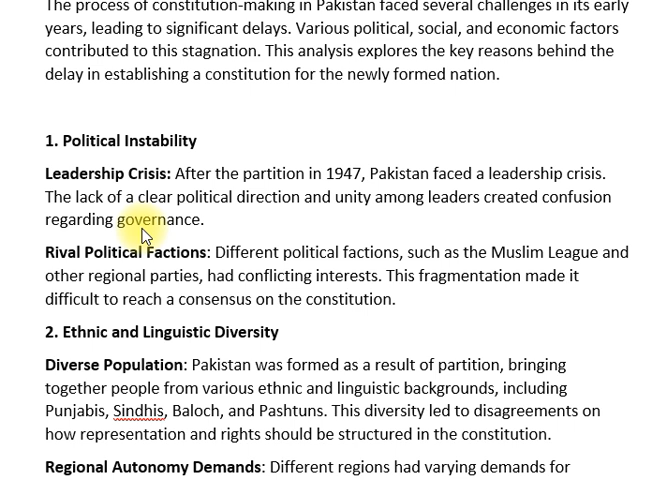 The process of constitution-making in Pakistan faced several challenges in its early
years, leading to significant delays. Various political, social, and economic factors
contributed to this stagnation. This analysis explores the key reasons behind the
delay in establishing a constitution for the newly formed nation.
1. Political Instability
Leadership Crisis: After the partition in 1947, Pakistan faced a leadership crisis.
The lack of a clear political direction and unity among leaders created confusion
regarding governance.
Rival Political Factions: Different political factions, such as the Muslim League and
other regional parties, had conflicting interests. This fragmentation made it
difficult to reach a consensus on the constitution.
2. Ethnic and Linguistic Diversity
Diverse Population: Pakistan was formed as a result of partition, bringing
together people from various ethnic and linguistic backgrounds, including
Punjabis, Sindhis, Baloch, and Pashtuns. This diversity led to disagreements on
how representation and rights should be structured in the constitution.
Regional Autonomy Demands: Different regions had varying demands for